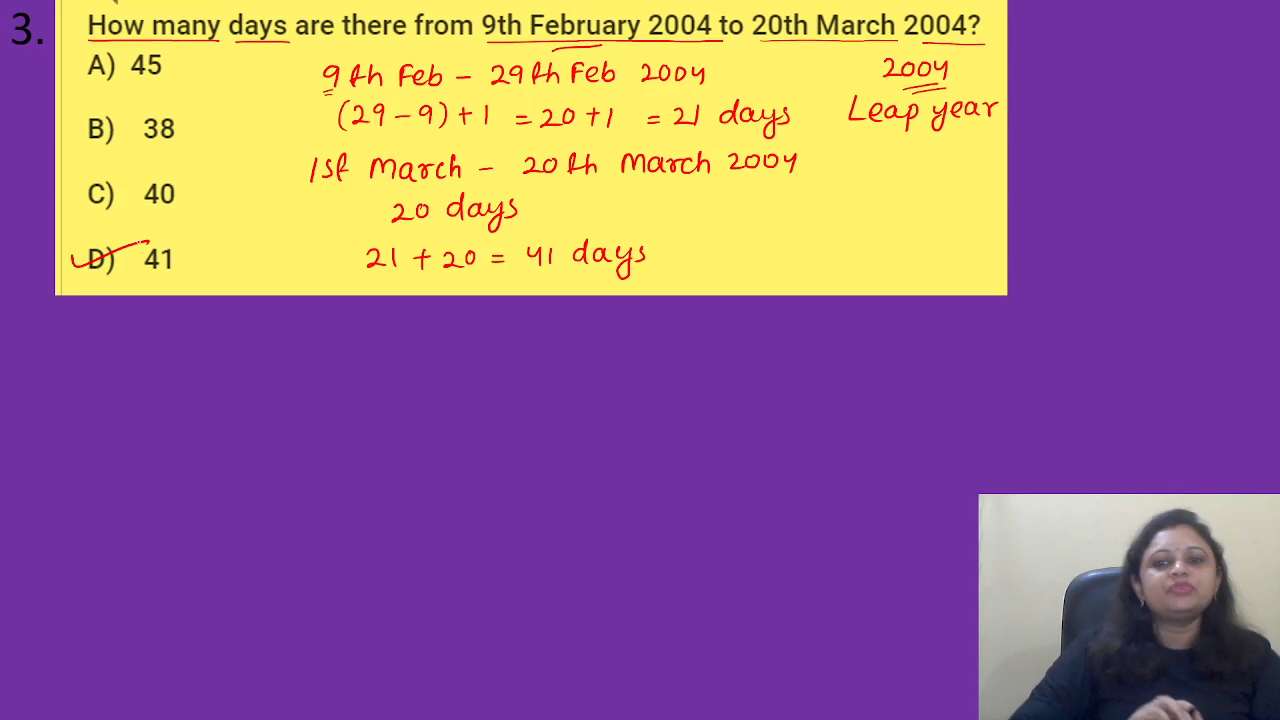 3.
How many days are there from 9th February 2004 to 20th March 2004?
A) 45
9th Feb - 29th Feb 2004
2004
(29-9)+1 = 20+1 = 21 days
Leap year
B) 38
1st March - 20th March 2004
C) 40
20 days
D) 41
21 + 20 = 41 days